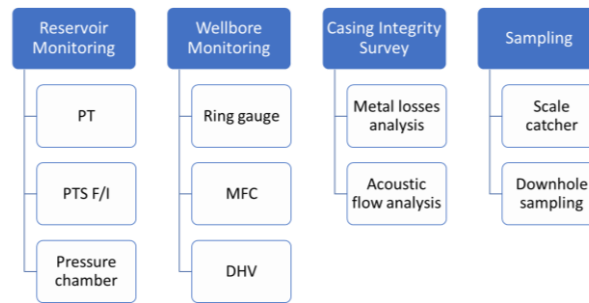 Reservoir
Monitoring
PT
PTS F/I
Pressure
chamber
Wellbore
Monitoring
Ring gauge
MFC
DHV
Casing Integrity
Survey
Metal losses
analysis
Acoustic
flow analysis
Sampling
Scale
catcher
Downhole
sampling